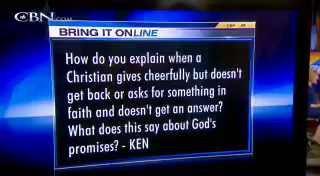 CBN.com
BRING IT ONLINE
How do you explain when a
Christian gives cheerfully but doesn't
get back or asks for something in
faith and doesn't get an answer?
What does this say about God's
promises? - KEN